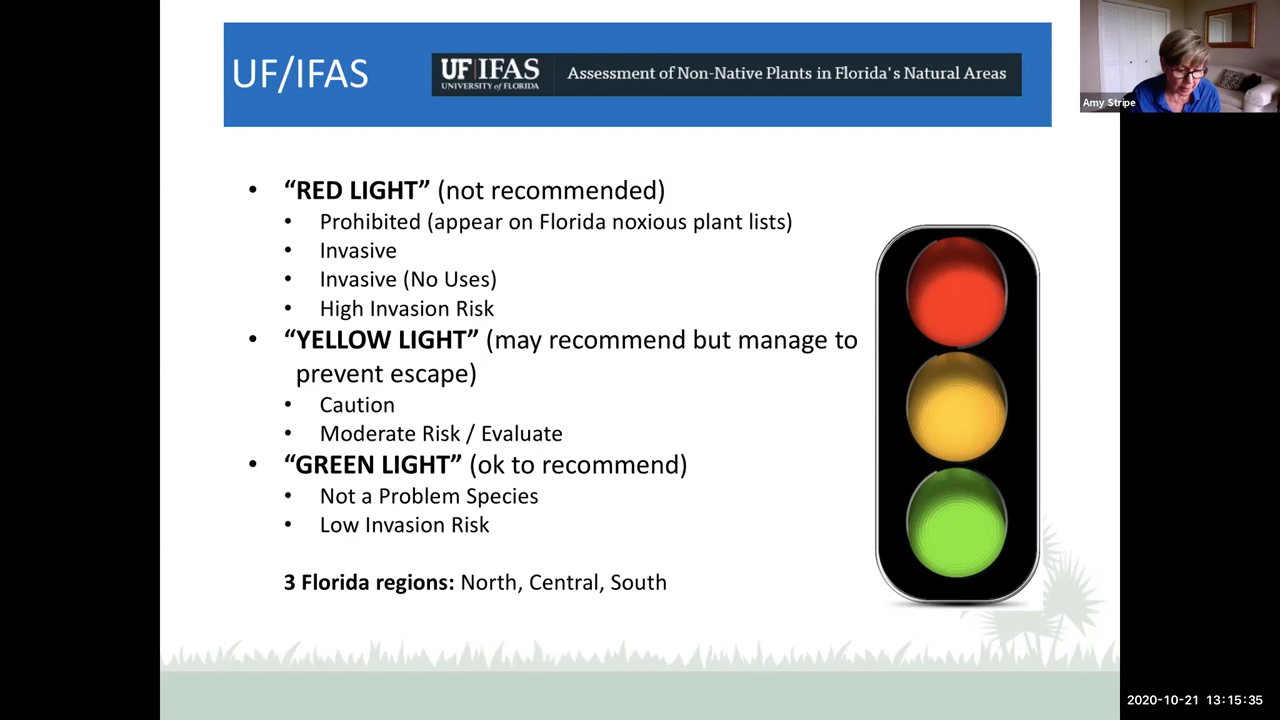 UF/IFAS
UF|IFAS
UNIVERSITY of FLORIDA
Assessment of Non-Native Plants in Florida's Natural Areas
Amy Stripe
• “RED LIGHT” (not recommended)
• Prohibited (appear on Florida noxious plant lists)
• Invasive
• Invasive (No Uses)
• High Invasion Risk
• “YELLOW LIGHT” (may recommend but manage to
prevent escape)
• Caution
• Moderate Risk / Evaluate
• “GREEN LIGHT” (ok to recommend)
• Not a Problem Species
• Low Invasion Risk
3 Florida regions: North, Central, South
2020-10-21 13:15:35